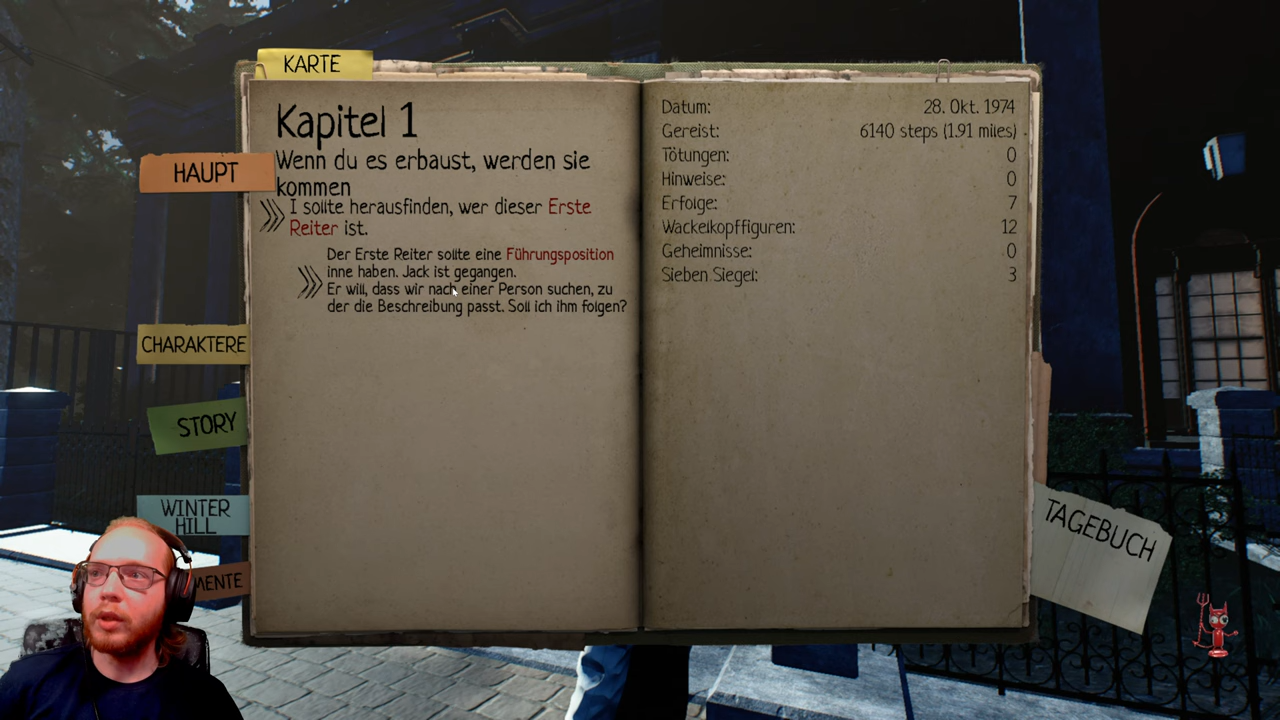 KARTE
Kapitel 1
Wenn du es erbaust, werden sie
kommen
I sollte herausfinden, wer dieser Erste
Reiter ist.
Der Erste Reiter sollte eine Führungsposition
inne haben. Jack ist gegangen.
Er will, dass wir nach einer Person suchen, zu
der die Beschreibung passt. Soll ich ihm folgen?
HAUPT
CHARAKTERE
STORY
WINTER
HILL
MENTE
Datum: 28. Okt. 1974
Gereist: 6140 steps (1.91 miles)
Tötungen: 0
Hinweise: 0
Erfolge: 7
Wackelkopffiguren: 12
Geheimnisse: 0
Sieben Siegel: 3
TAGEBUCH